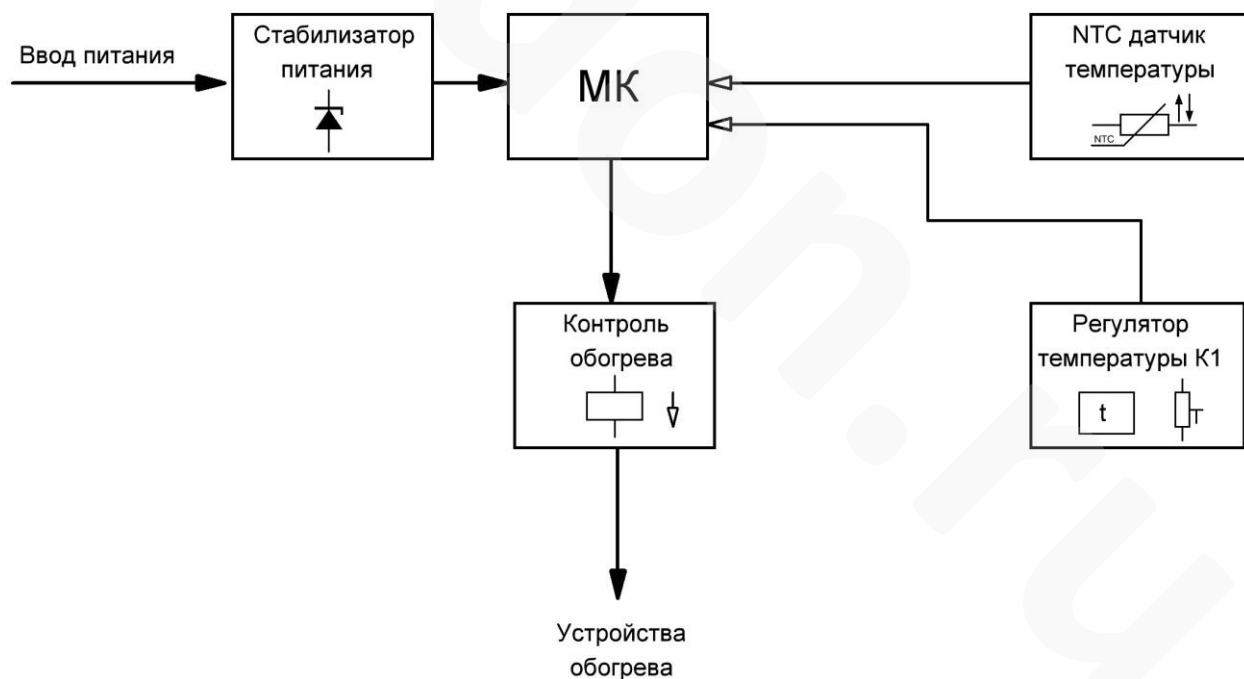 Ввод питания
Стабилизатор
питания
МК
NTC датчик
температуры
NTC
Контроль
обогрева
Регулятор
температуры К1
t
Устройства
обогрева